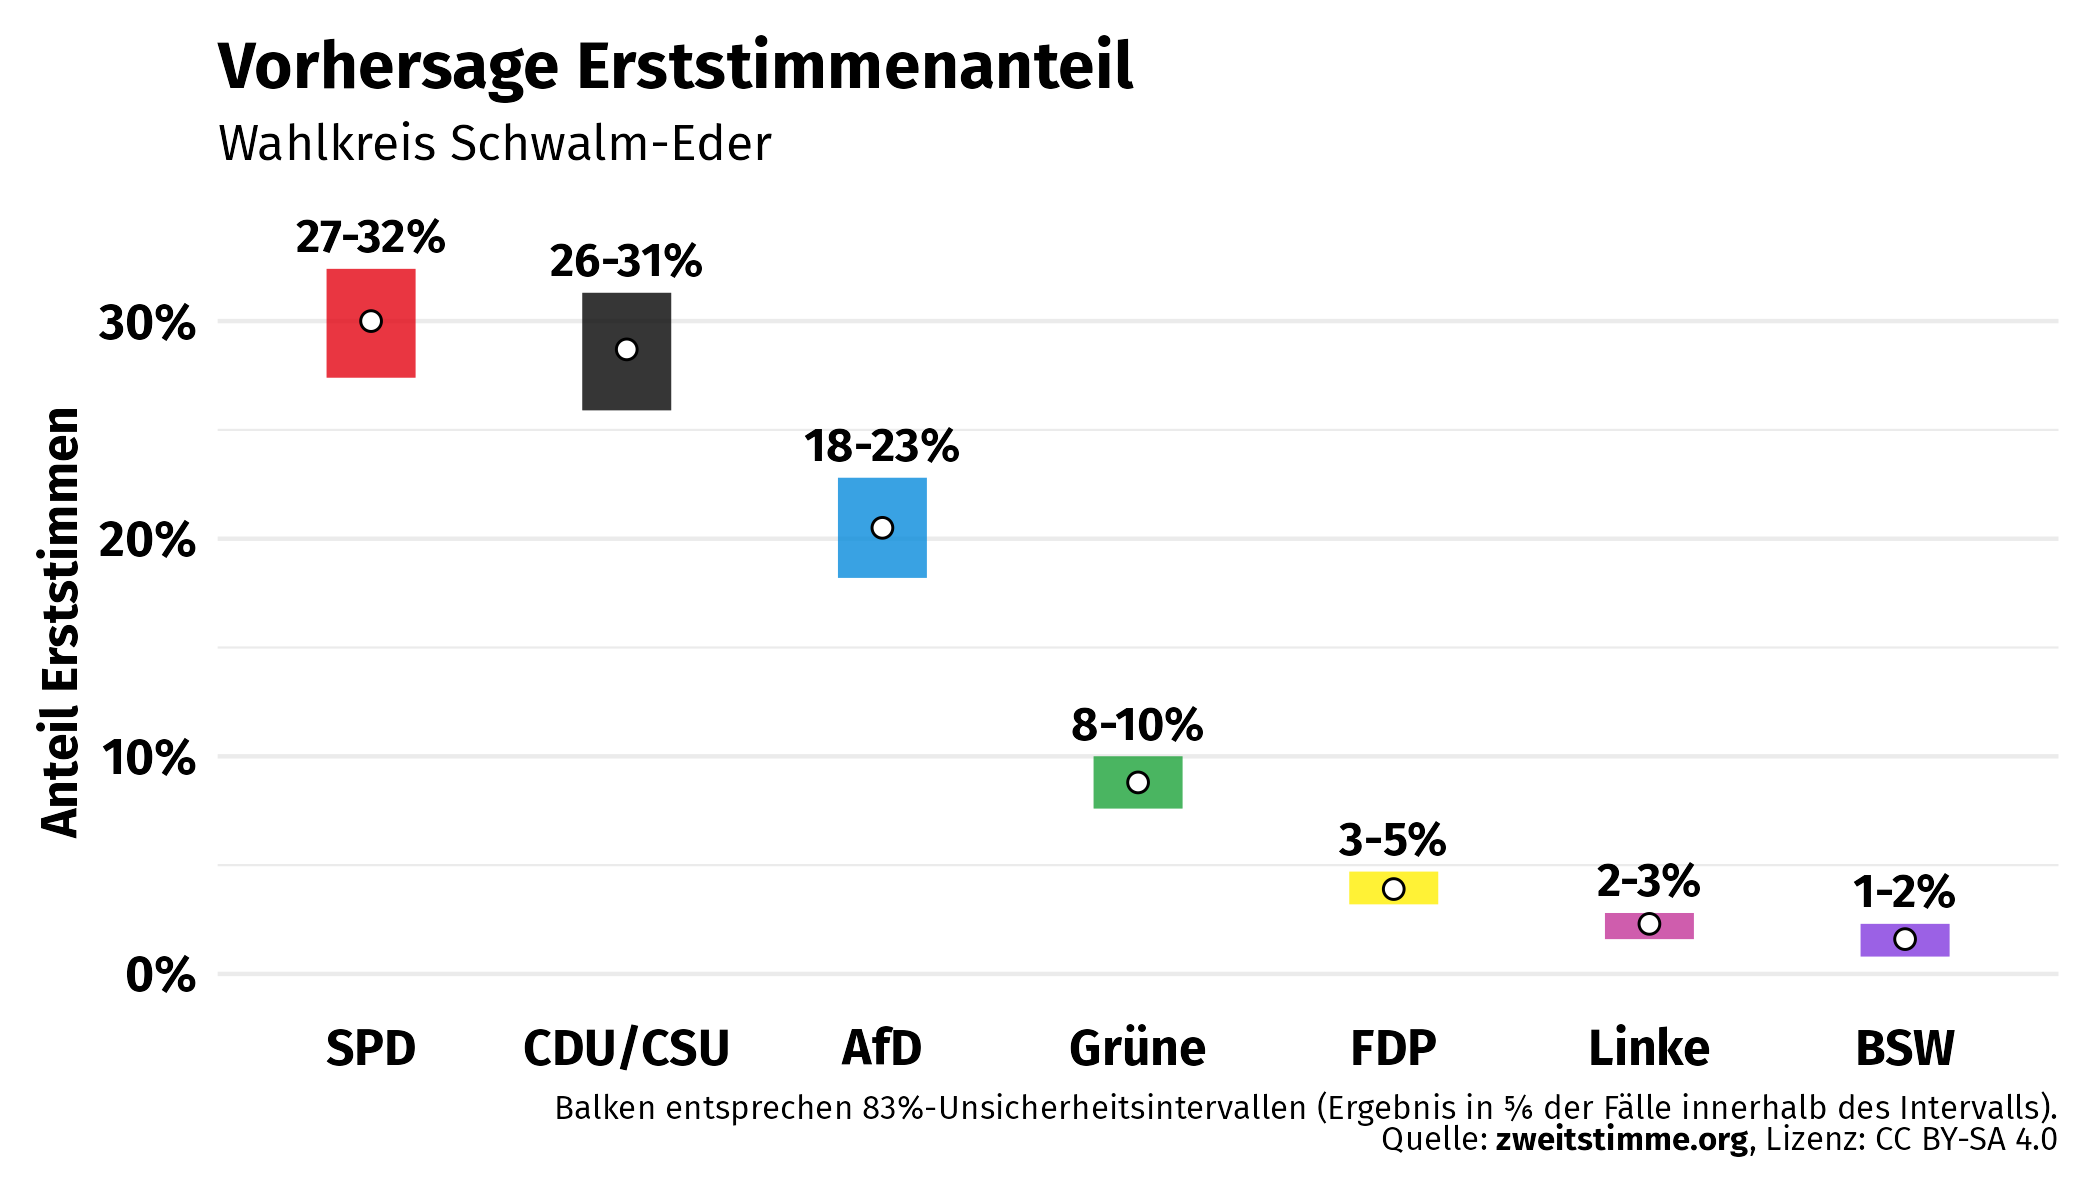 Vorhersage Erststimmenanteil
Wahlkreis Schwalm-Eder
27-32%
26-31%
18-23%
8-10%
3-5%
2-3%
1-2%
Anteil Erststimmen
30%
20%
10%
0%
SPD CDU/CSU AfD Grüne FDP Linke BSW
Balken entsprechen 83%-Unsicherheitsintervallen (Ergebnis in ⅚ der Fälle innerhalb des Intervalls).
Quelle: zweitstimme.org, Lizenz: CC BY-SA 4.0